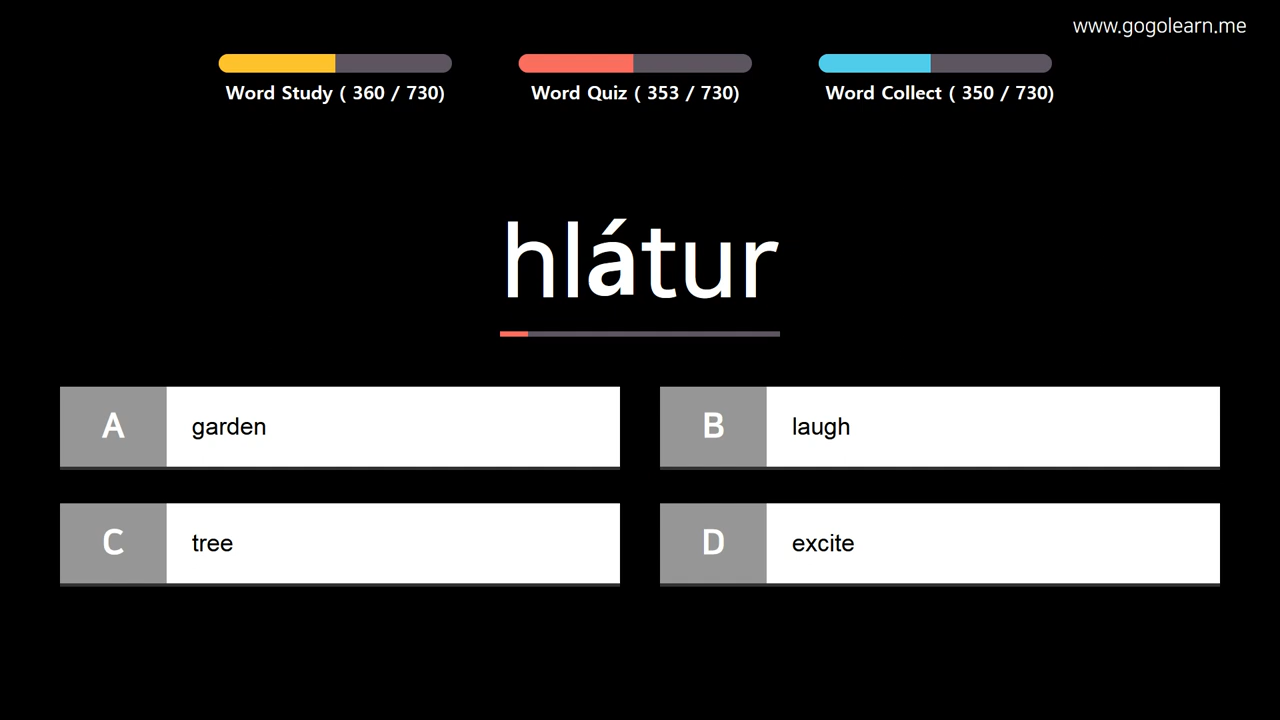 www.gogolearn.me
Word Study ( 360 / 730)
Word Quiz ( 353 / 730)
Word Collect ( 350 / 730)
hlátur
A garden
B laugh
C tree
D excite